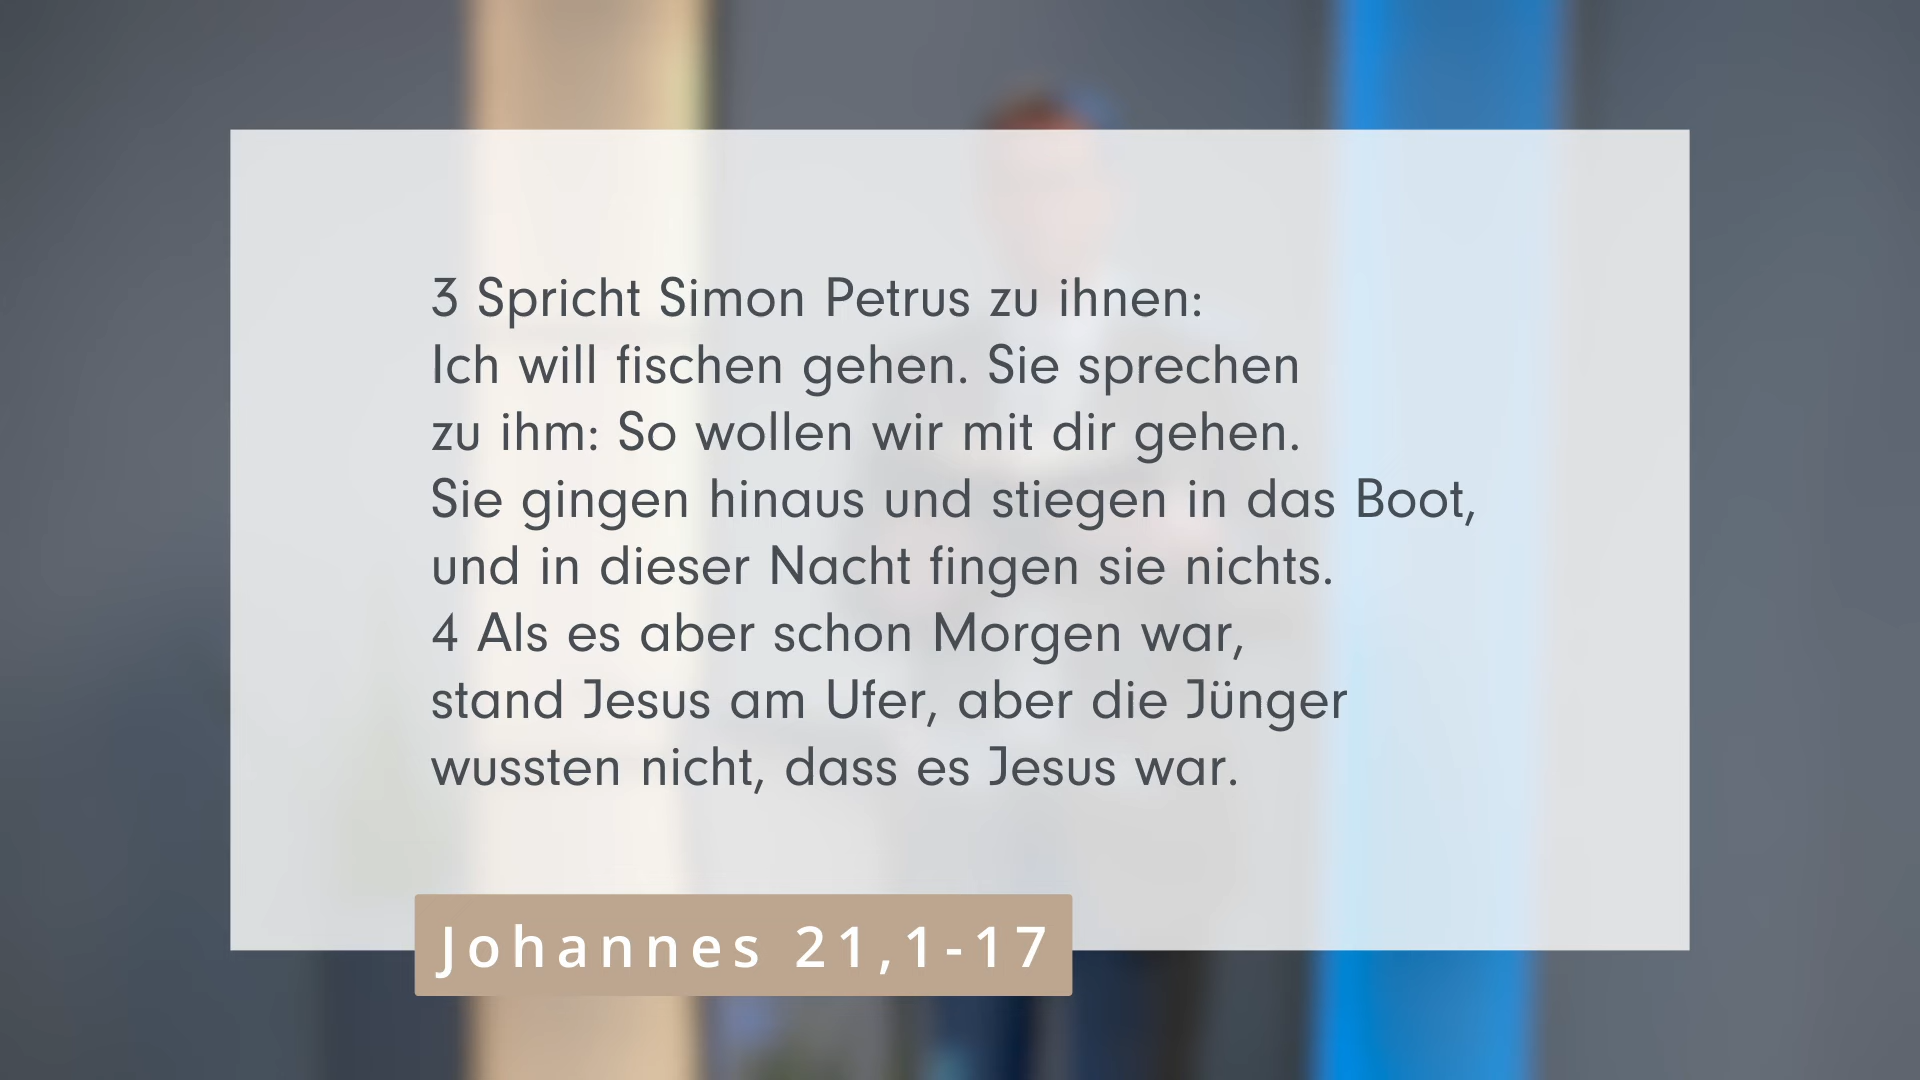 3 Spricht Simon Petrus zu ihnen:
Ich will fischen gehen. Sie sprechen
zu ihm: So wollen wir mit dir gehen.
Sie gingen hinaus und stiegen in das Boot,
und in dieser Nacht fingen sie nichts.
4 Als es aber schon Morgen war,
stand Jesus am Ufer, aber die Jünger
wussten nicht, dass es Jesus war.
Johannes 21,1-17